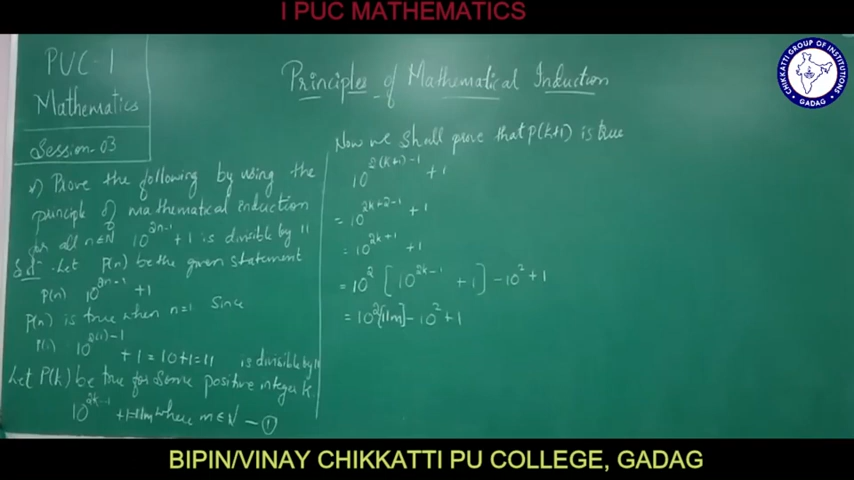 I PUC MATHEMATICS
PUC-1
Mathematics
Session-03
Principles of Mathematical Induction
CHIKKATTI GROUP OF INSTITUTIONS
GADAG
*) Prove the following by using the
principle of mathematical induction
for all n∈N 10^{2n-1} + 1 is divisible by 11
Sol:- Let P(n) be the given statement
P(n) 10^{2n-1} + 1
P(n) is true when n=1 Since
P(1) 10^{2(1)-1} + 1 = 10+1 = 11 is divisible by 11
Let P(k) be true for some positive integer k.
10^{2k-1} + 1 = 11m where m∈N — ①
Now we shall prove that P(k+1) is true
10^{2(k+1)-1} + 1
= 10^{2k+2-1} + 1
= 10^{2k+1} + 1
= 10^2 [10^{2k-1} + 1] - 10^2 + 1
= 10^2 [11m] - 10^2 + 1
BIPIN/VINAY CHIKKATTI PU COLLEGE, GADAG